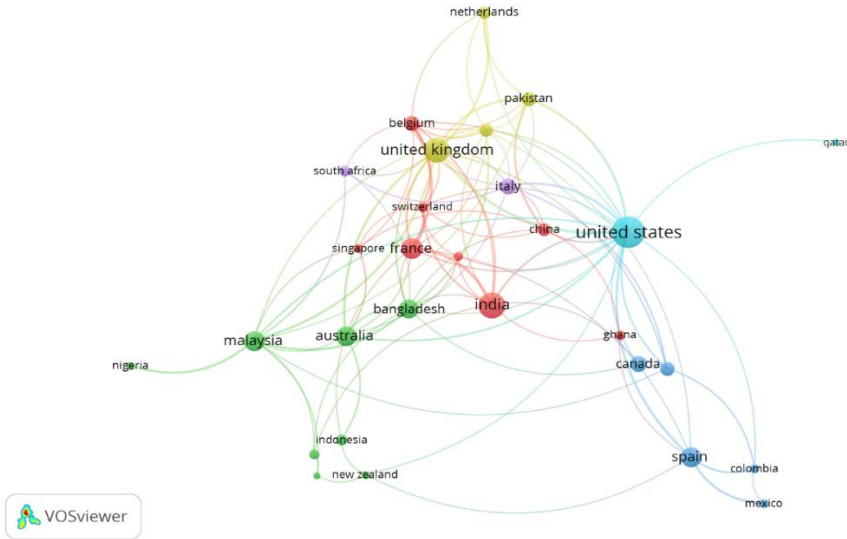 netherlands
pakistan
belgium
united kingdom
qatar
south africa
italy
switzerland
china
united states
singapore
france
india
bangladesh
malaysia
australia
ghana
canada
nigeria
indonesia
spain
colombia
new zealand
mexico
VOSviewer